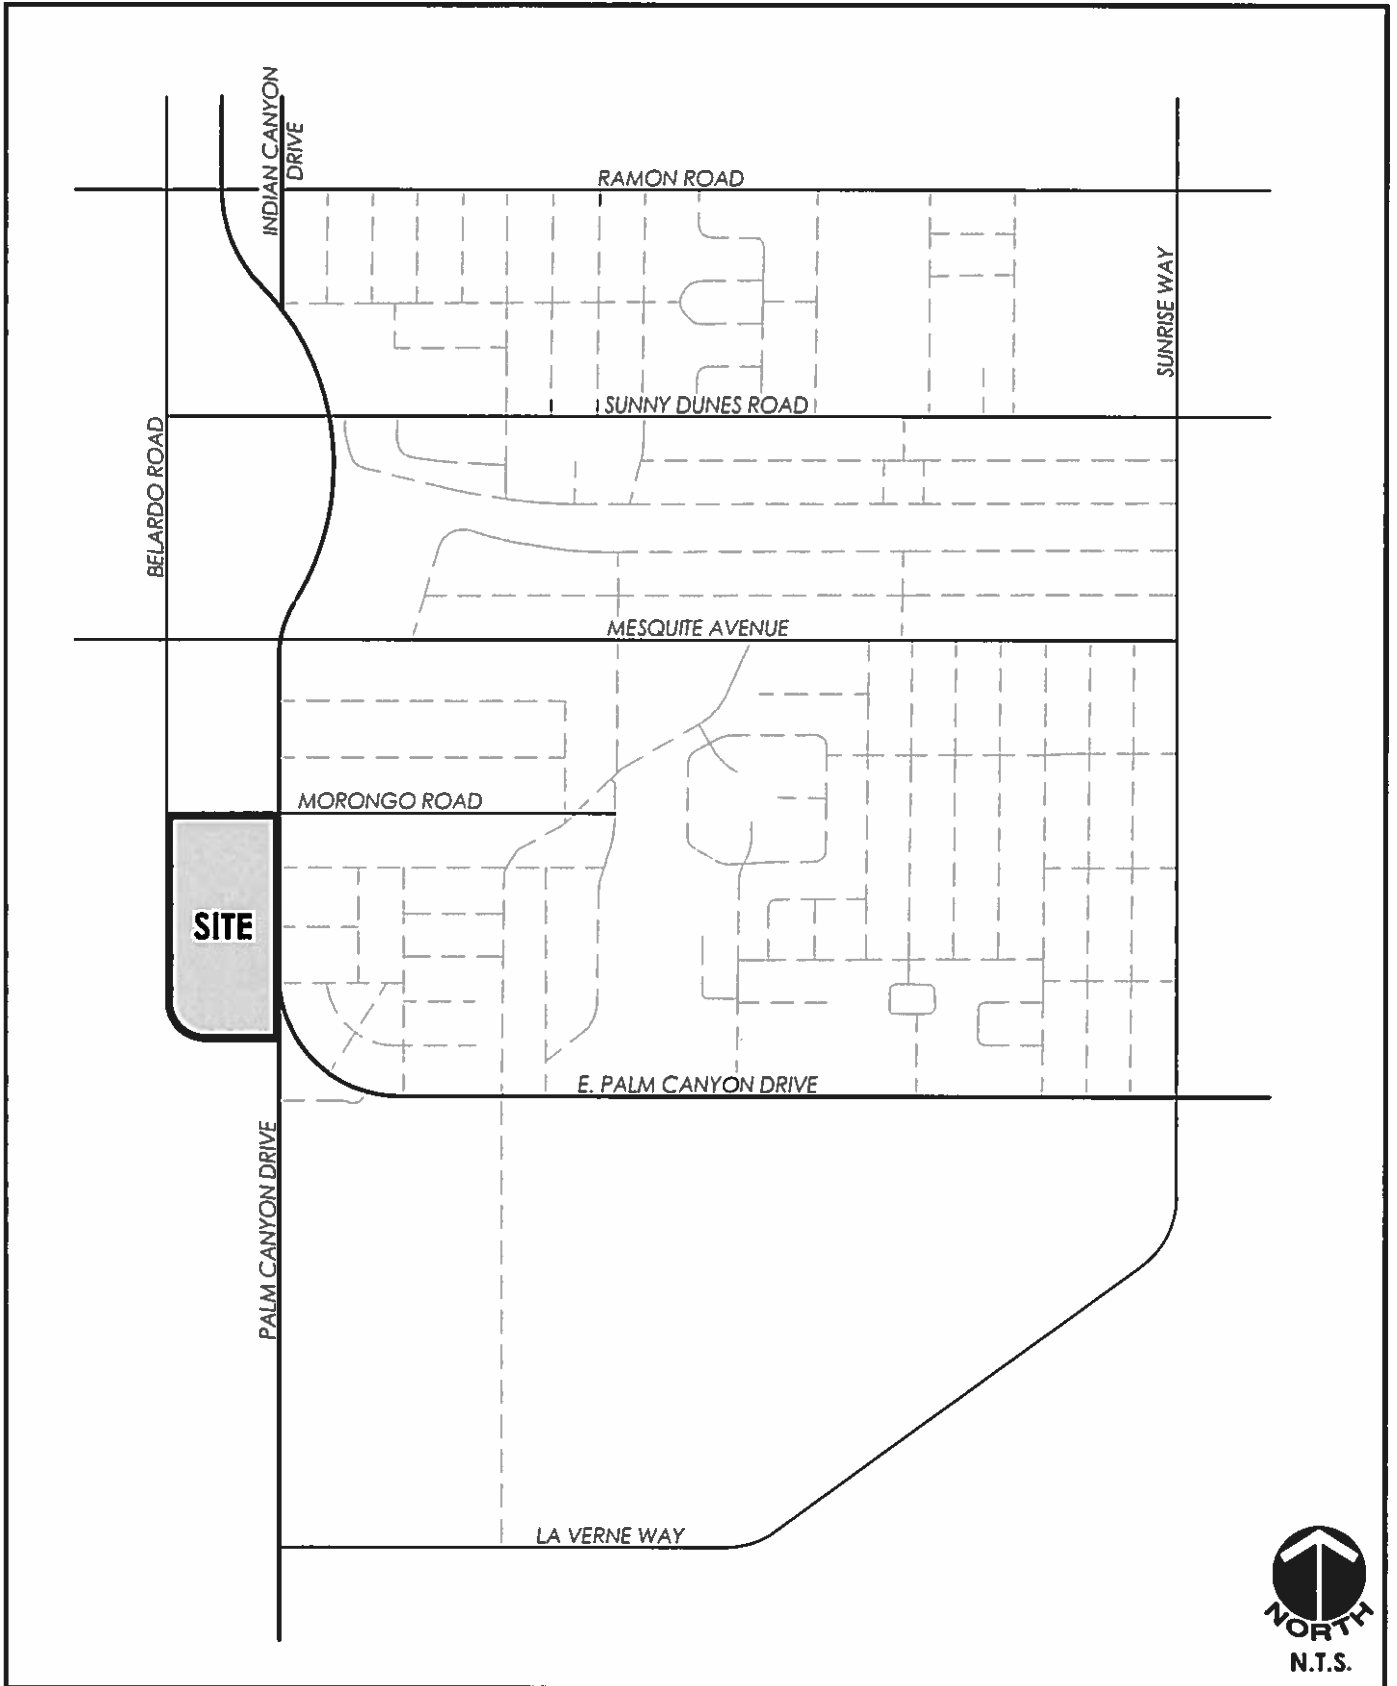 INDIAN CANYON
DRIVE
RAMON ROAD
SUNRISE WAY
SUNNY DUNES ROAD
BELARDO ROAD
MESQUITE AVENUE
MORONGO ROAD
SITE
E. PALM CANYON DRIVE
PALM CANYON DRIVE
LA VERNE WAY
NORTH
N.T.S.